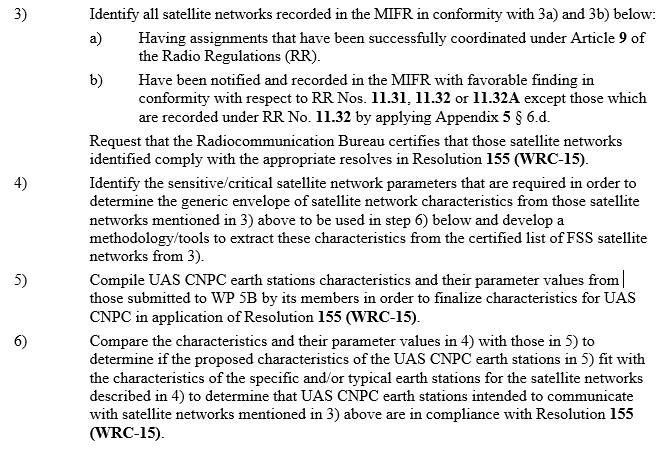 3) Identify all satellite networks recorded in the MIFR in conformity with 3a) and 3b) below:
a) Having assignments that have been successfully coordinated under Article 9 of
the Radio Regulations (RR).
b) Have been notified and recorded in the MIFR with favorable finding in
conformity with respect to RR Nos. 11.31, 11.32 or 11.32A except those which
are recorded under RR No. 11.32 by applying Appendix 5 § 6.d.
Request that the Radiocommunication Bureau certifies that those satellite networks
identified comply with the appropriate resolves in Resolution 155 (WRC-15).
4) Identify the sensitive/critical satellite network parameters that are required in order to
determine the generic envelope of satellite network characteristics from those satellite
networks mentioned in 3) above to be used in step 6) below and develop a
methodology/tools to extract these characteristics from the certified list of FSS satellite
networks from 3).
5) Compile UAS CNPC earth stations characteristics and their parameter values from
those submitted to WP 5B by its members in order to finalize characteristics for UAS
CNPC in application of Resolution 155 (WRC-15).
6) Compare the characteristics and their parameter values in 4) with those in 5) to
determine if the proposed characteristics of the UAS CNPC earth stations in 5) fit with
the characteristics of the specific and/or typical earth stations for the satellite networks
described in 4) to determine that UAS CNPC earth stations intended to communicate
with satellite networks mentioned in 3) above are in compliance with Resolution 155
(WRC-15).